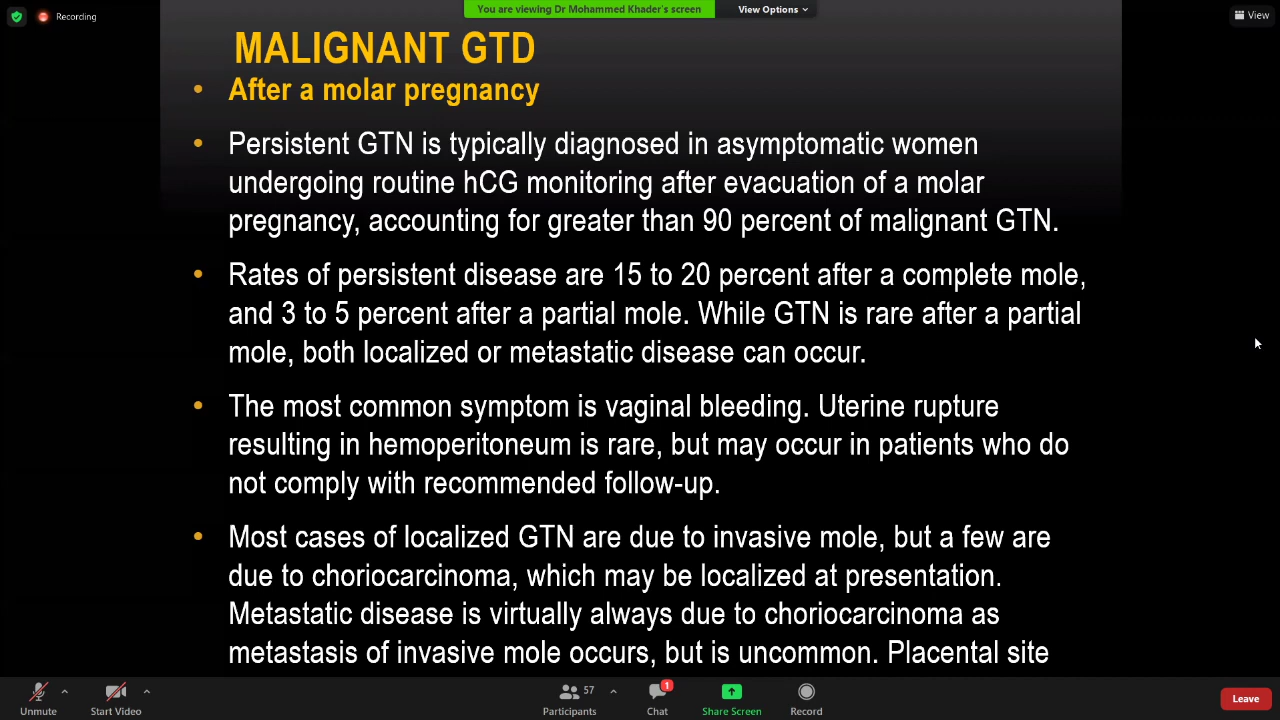 Recording
You are viewing Dr Mohammed Khader's screen
View Options
View
MALIGNANT GTD
• After a molar pregnancy
• Persistent GTN is typically diagnosed in asymptomatic women
undergoing routine hCG monitoring after evacuation of a molar
pregnancy, accounting for greater than 90 percent of malignant GTN.
• Rates of persistent disease are 15 to 20 percent after a complete mole,
and 3 to 5 percent after a partial mole. While GTN is rare after a partial
mole, both localized or metastatic disease can occur.
• The most common symptom is vaginal bleeding. Uterine rupture
resulting in hemoperitoneum is rare, but may occur in patients who do
not comply with recommended follow-up.
• Most cases of localized GTN are due to invasive mole, but a few are
due to choriocarcinoma, which may be localized at presentation.
Metastatic disease is virtually always due to choriocarcinoma as
metastasis of invasive mole occurs, but is uncommon. Placental site
Unmute
Start Video
57
Participants
1
Chat
Share Screen
Record
Leave